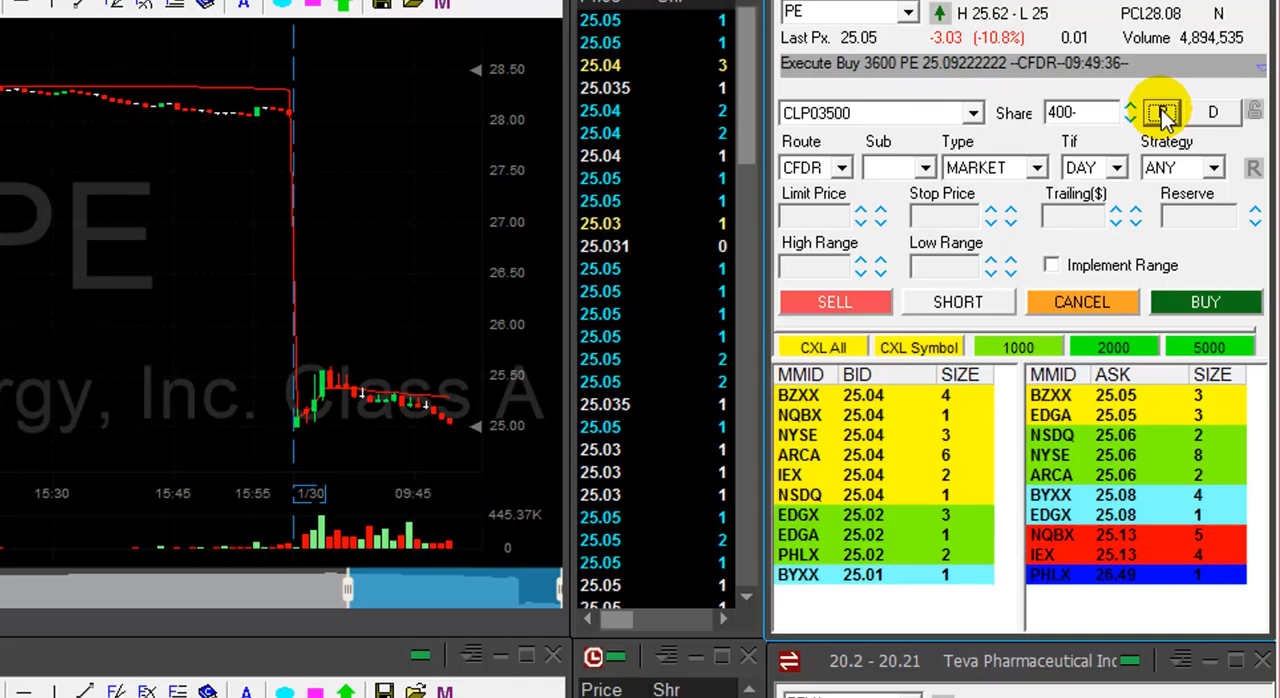 A M
28.50
28.00
27.50
27.00
26.50
26.00
25.50
25.00
PE
ergy, Inc. Class A
15:30 15:45 15:55 1/30 09:45
445.37K
0
25.05 1
25.05 1
25.04 3
25.035 1
25.04 2
25.04 2
25.04 1
25.05 1
25.05 1
25.03 1
25.031 0
25.05 1
25.05 1
25.05 1
25.05 1
25.05 2
25.05 2
25.035 1
25.05 1
25.03 1
25.03 1
25.03 1
25.05 1
25.05 2
25.05 1
25.05 1
25.05 1
PE H 25.62 - L 25 PCL28.08 N
Last Px. 25.05 -3.03 (-10.8%) 0.01 Volume 4,894,535
Execute Buy 3600 PE 25.09222222 --CFDR--09:49:36--
CLP03500 Share 400- R D
Route Sub Type Tif Strategy
CFDR MARKET DAY ANY R
Limit Price Stop Price Trailing($) Reserve
High Range Low Range
Implement Range
SELL SHORT CANCEL BUY
CXL All CXL Symbol 1000 2000 5000
MMID BID SIZE MMID ASK SIZE
BZXX 25.04 4 BZXX 25.05 3
NQBX 25.04 1 EDGA 25.05 3
NYSE 25.04 3 NSDQ 25.06 2
ARCA 25.04 6 NYSE 25.06 8
IEX 25.04 2 ARCA 25.06 2
NSDQ 25.04 1 BYXX 25.08 4
EDGX 25.02 3 EDGX 25.08 1
EDGA 25.02 1 NQBX 25.13 5
PHLX 25.02 2 IEX 25.13 4
BYXX 25.01 1 PHLX 26.49 1
20.2 - 20.21 Teva Pharmaceutical Inc
A M
Price Shr